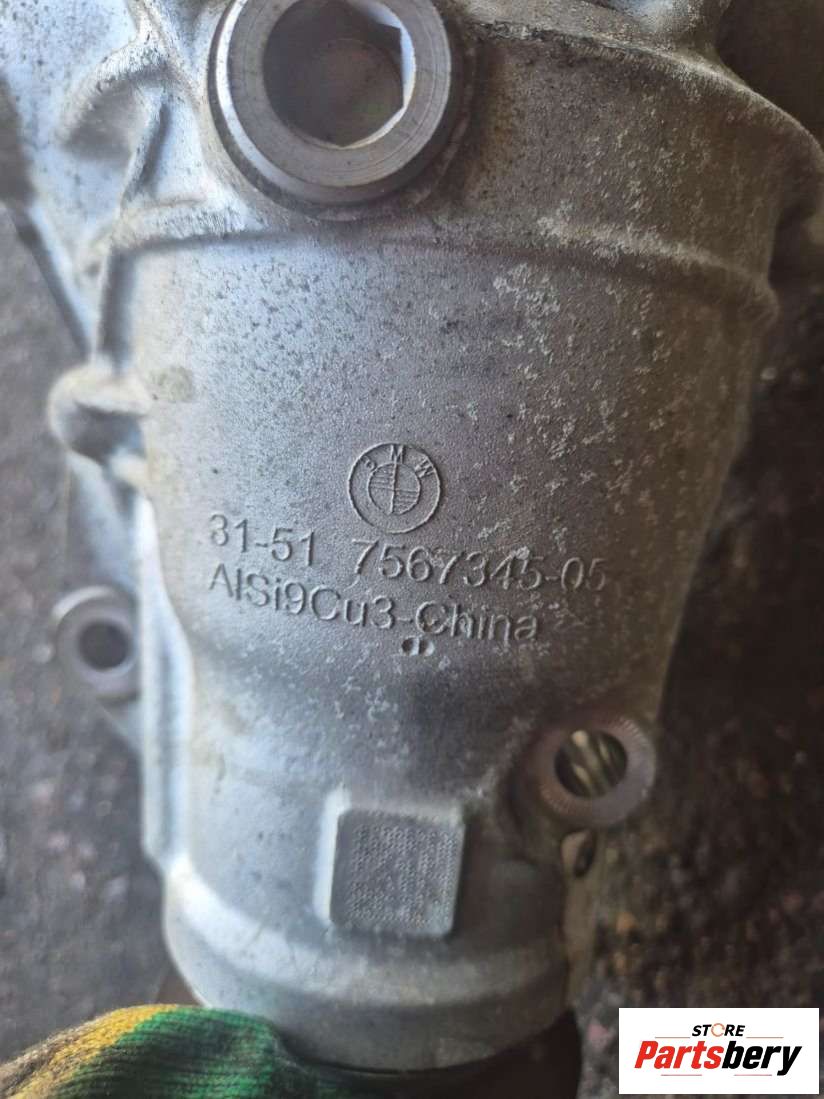 BMW
31-51 7567345-05
AlSi9Cu3-China
STORE
Partsbery